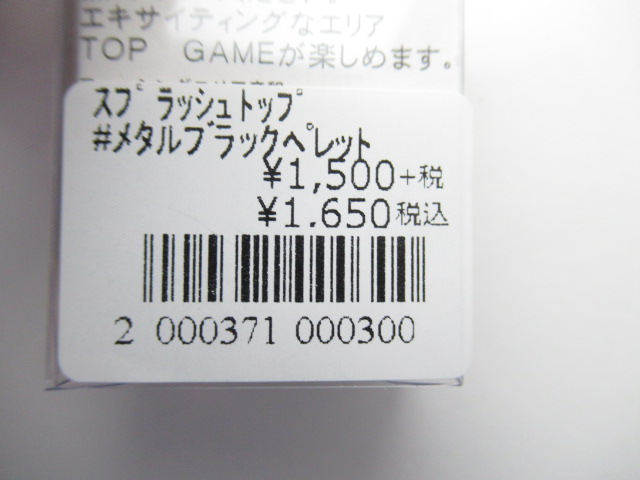 エキサイティングなエリア
TOP GAMEが楽しめます。
スプラッシュトップ
#メタルブラックペレット
¥1,500+税
¥1.650税込
2 000371 000300